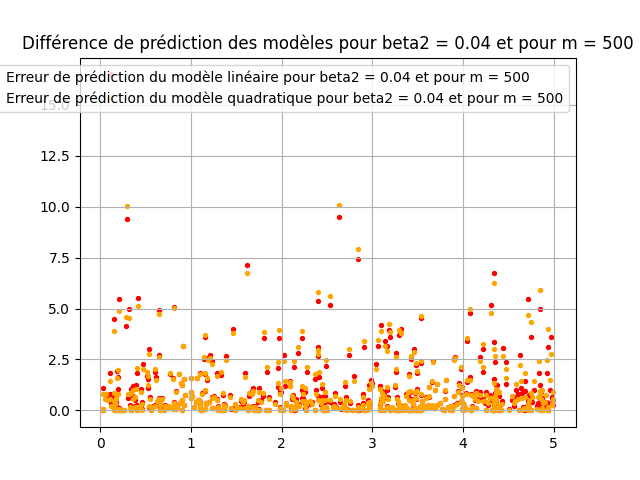 Différence de prédiction des modèles pour beta2 = 0.04 et pour m = 500
Erreur de prédiction du modèle linéaire pour beta2 = 0.04 et pour m = 500
Erreur de prédiction du modèle quadratique pour beta2 = 0.04 et pour m = 500
15.0
12.5
10.0
7.5
5.0
2.5
0.0
0 1 2 3 4 5